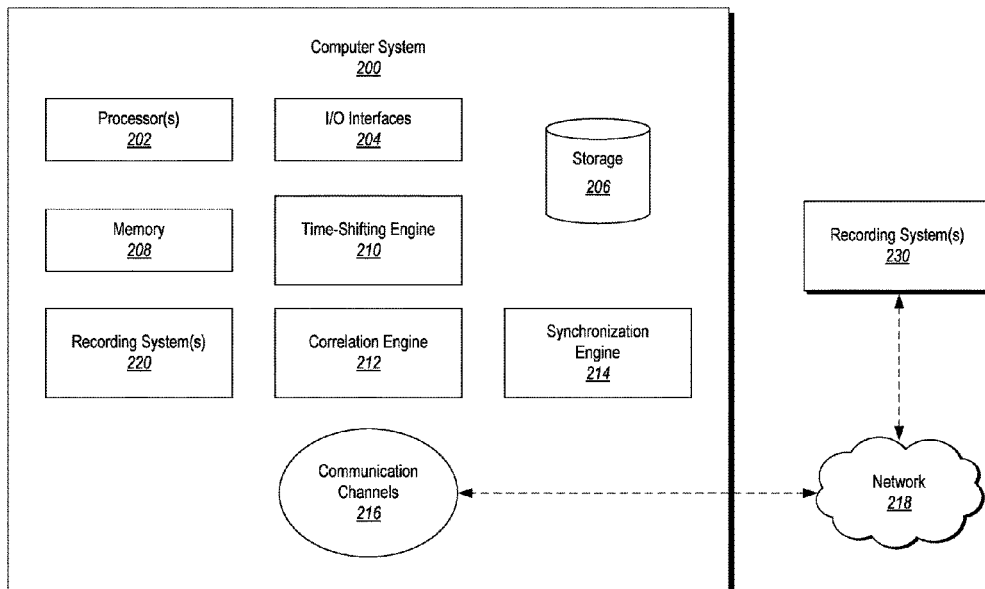 Computer System
200
Processor(s)
202
I/O Interfaces
204
Storage
206
Memory
208
Time-Shifting Engine
210
Recording System(s)
230
Recording System(s)
220
Correlation Engine
212
Synchronization
Engine
214
Communication
Channels
216
Network
218